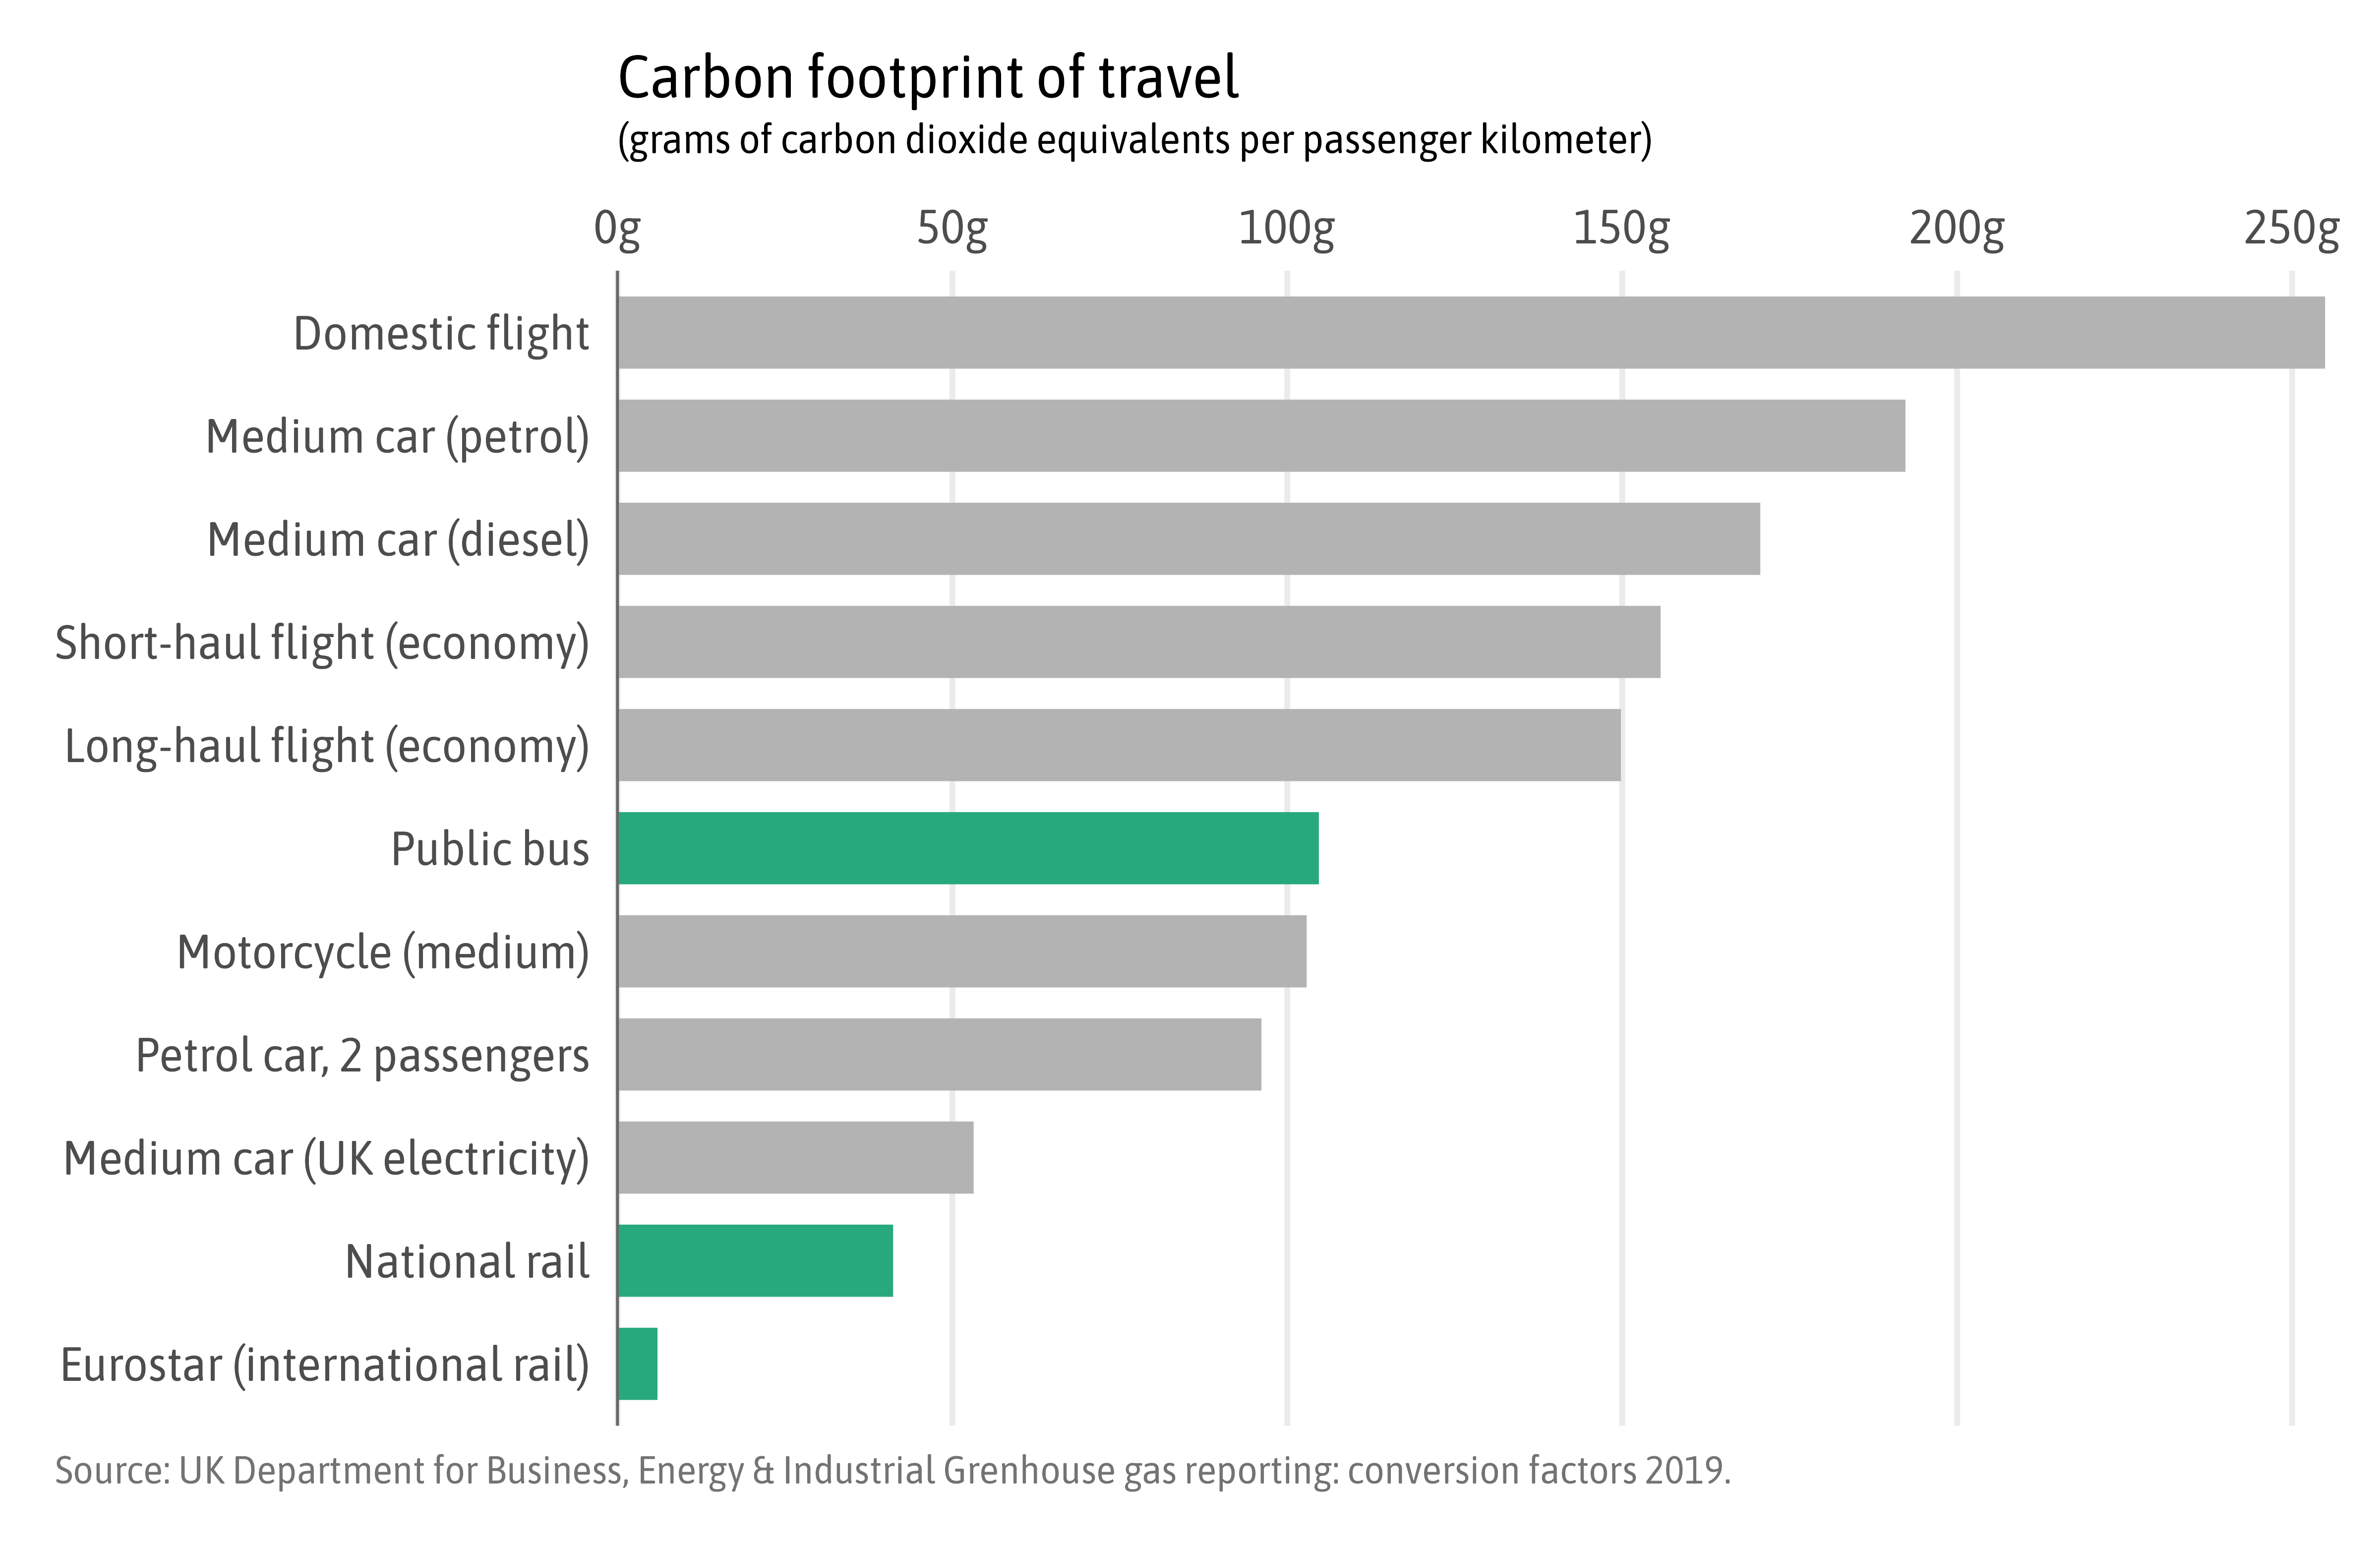 Carbon footprint of travel
(grams of carbon dioxide equivalents per passenger kilometer)
0g 50g 100g 150g 200g 250g
Domestic flight
Medium car (petrol)
Medium car (diesel)
Short-haul flight (economy)
Long-haul flight (economy)
Public bus
Motorcycle (medium)
Petrol car, 2 passengers
Medium car (UK electricity)
National rail
Eurostar (international rail)
Source: UK Department for Business, Energy & Industrial Grenhouse gas reporting: conversion factors 2019.